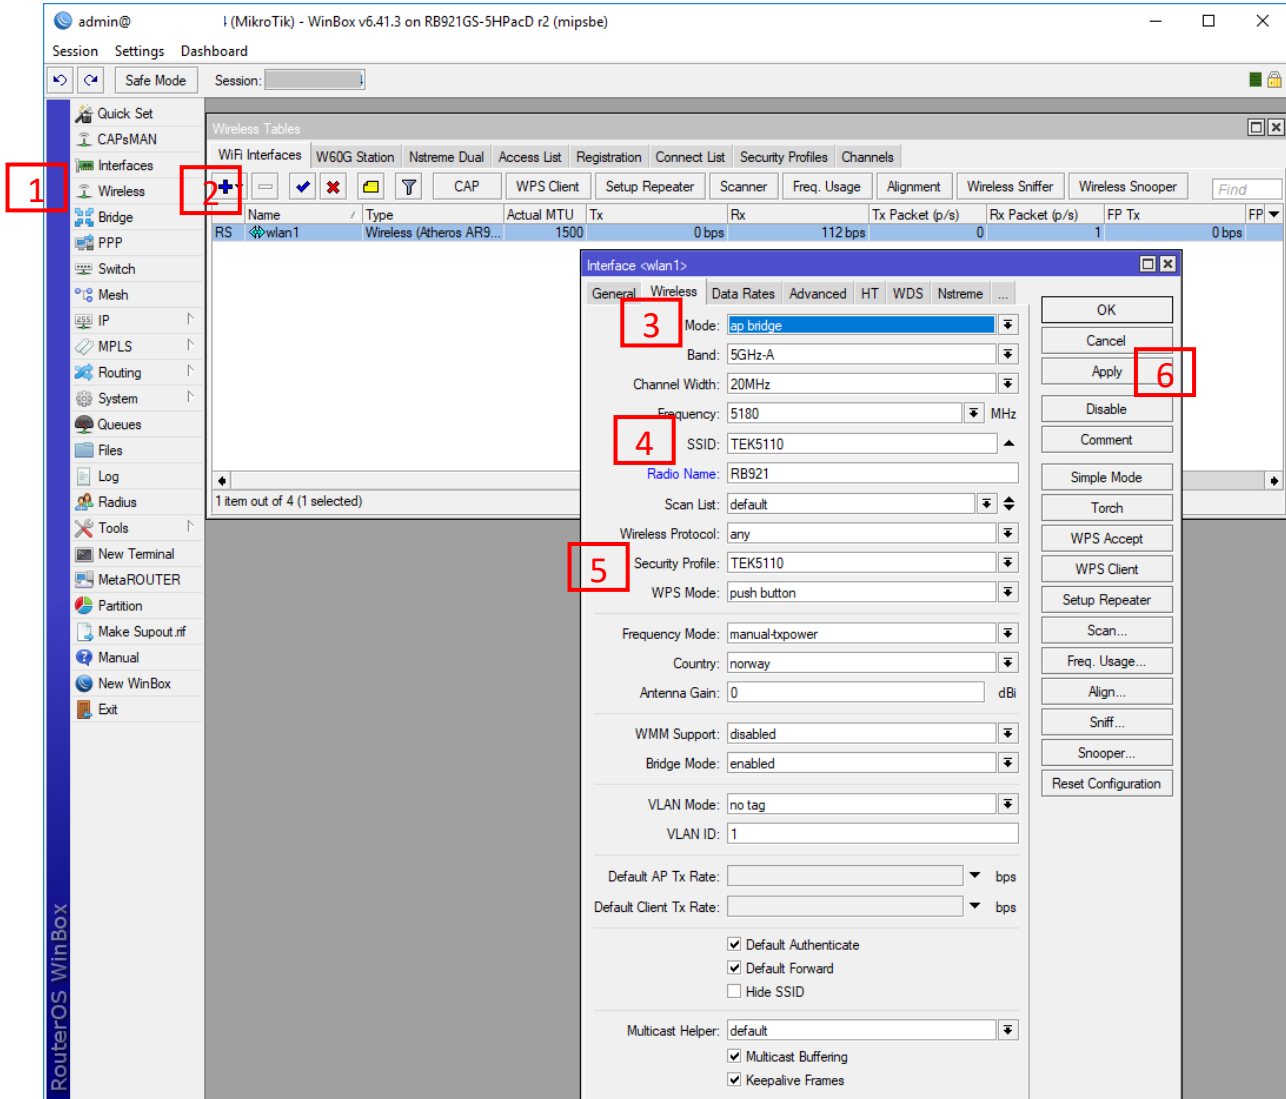 admin@ (MikroTik) - WinBox v6.41.3 on RB921GS-5HPacD r2 (mipsbe)
Session Settings Dashboard
Safe Mode Session:
Quick Set
CAPsMAN
Interfaces
1 Wireless
Bridge
PPP
Switch
Mesh
IP
MPLS
Routing
System
Queues
Files
Log
Radius
Tools
New Terminal
MetaROUTER
Partition
Make Supout.rif
Manual
New WinBox
Exit
RouterOS WinBox
Wireless Tables
WiFi Interfaces W60G Station Nstreme Dual Access List Registration Connect List Security Profiles Channels
2 CAP WPS Client Setup Repeater Scanner Freq. Usage Alignment Wireless Sniffer Wireless Snooper Find
Name / Type Actual MTU Tx Rx Tx Packet (p/s) Rx Packet (p/s) FP Tx FP
RS wlan1 Wireless (Atheros AR9... 1500 0 bps 112 bps 0 1 0 bps
1 item out of 4 (1 selected)
Interface <wlan1>
General Wireless Data Rates Advanced HT WDS Nstreme ...
3 Mode: ap bridge
Band: 5GHz-A
Channel Width: 20MHz
Frequency: 5180 MHz
4 SSID: TEK5110
Radio Name: RB921
Scan List: default
Wireless Protocol: any
5 Security Profile: TEK5110
WPS Mode: push button
Frequency Mode: manual-txpower
Country: norway
Antenna Gain: 0 dBi
WMM Support: disabled
Bridge Mode: enabled
VLAN Mode: no tag
VLAN ID: 1
Default AP Tx Rate: bps
Default Client Tx Rate: bps
Default Authenticate
Default Forward
Hide SSID
Multicast Helper: default
Multicast Buffering
Keepalive Frames
OK
Cancel
Apply 6
Disable
Comment
Simple Mode
Torch
WPS Accept
WPS Client
Setup Repeater
Scan...
Freq. Usage...
Align...
Sniff...
Snooper...
Reset Configuration